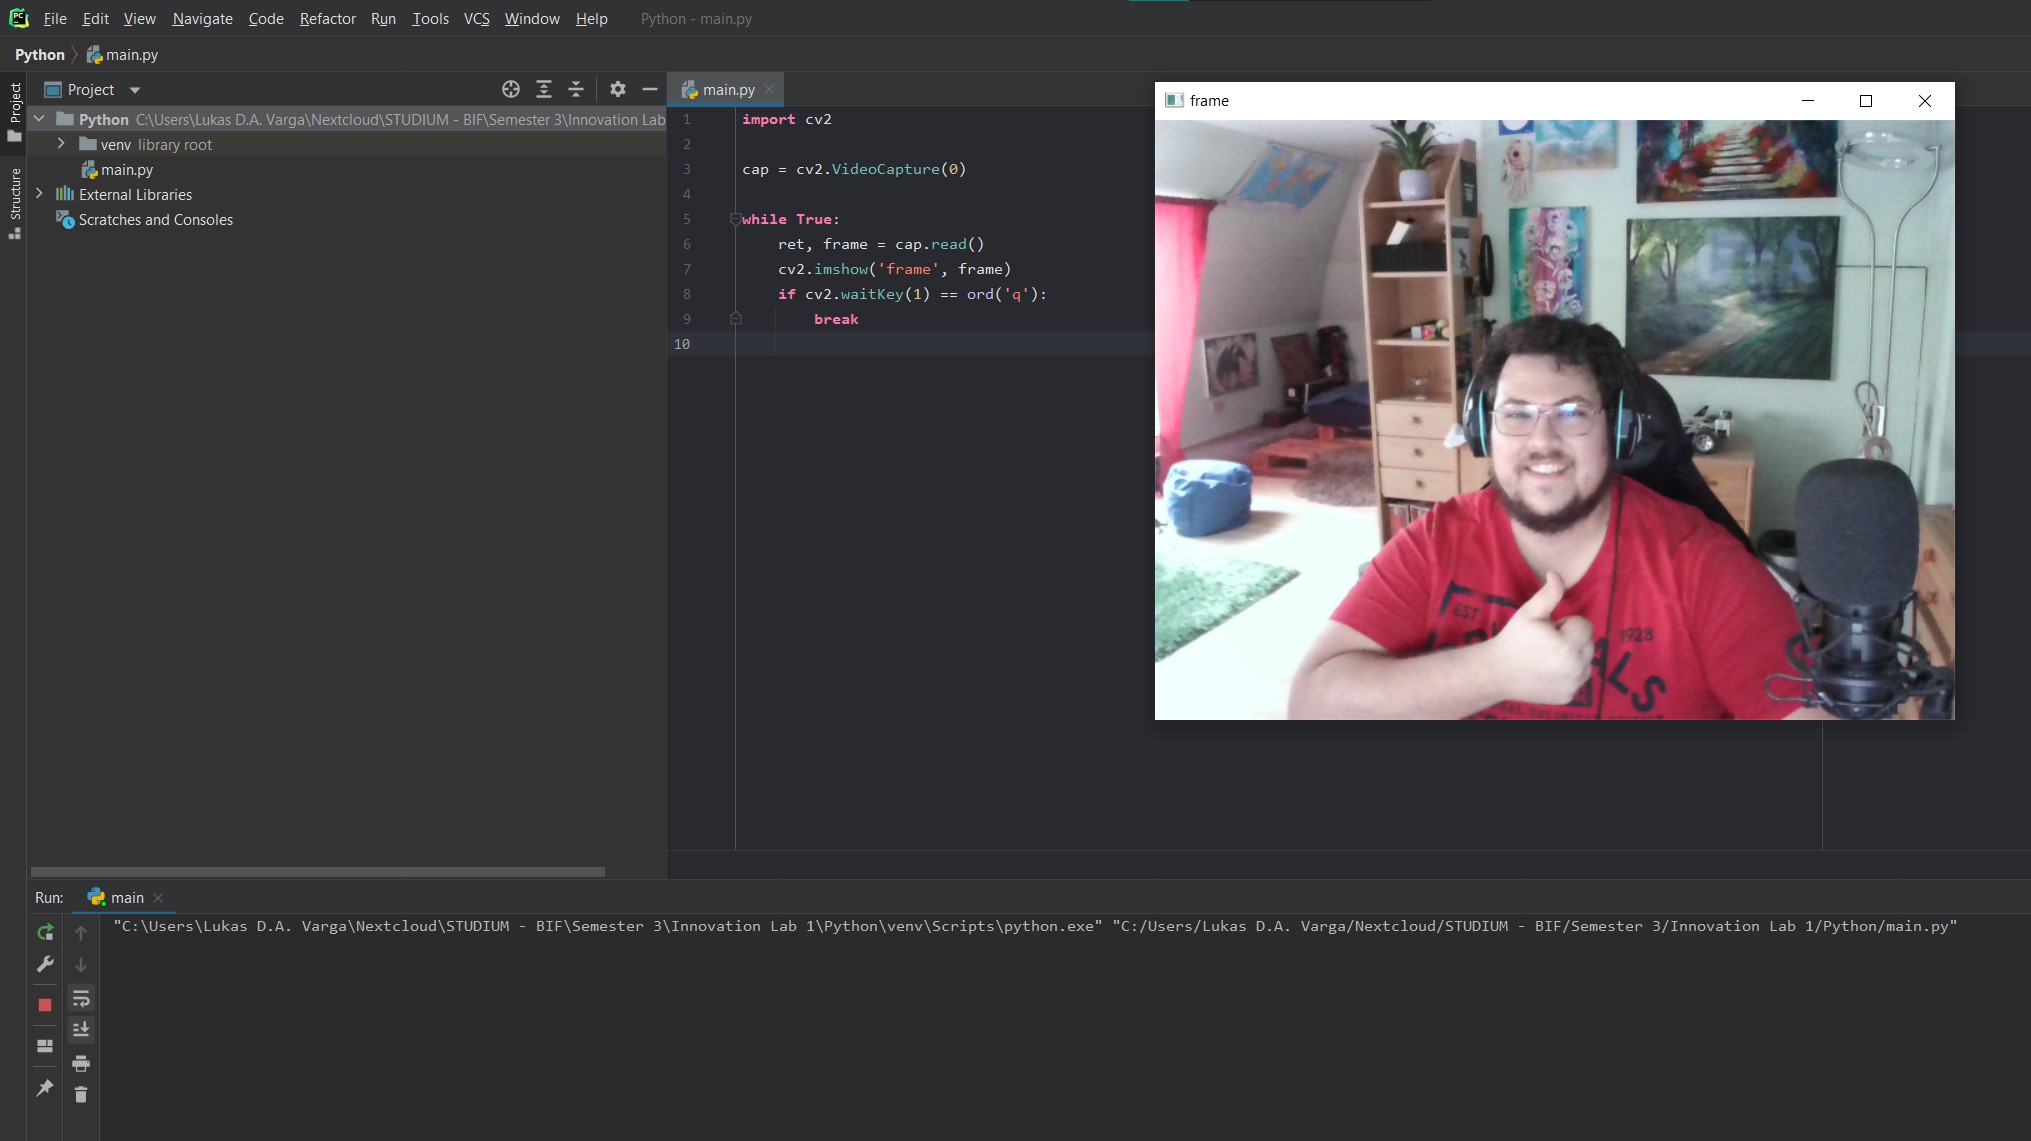 PC File Edit View Navigate Code Refactor Run Tools VCS Window Help Python - main.py
Python main.py
Project
Structure
Project
Python C:\Users\Lukas D.A. Varga\Nextcloud\STUDIUM - BIF\Semester 3\Innovation Lab
venv library root
main.py
External Libraries
Scratches and Consoles
main.py
1 import cv2
2
3 cap = cv2.VideoCapture(0)
4
5 while True:
6 ret, frame = cap.read()
7 cv2.imshow('frame', frame)
8 if cv2.waitKey(1) == ord('q'):
9 break
10
frame
EST
1928
Run: main
"C:\Users\Lukas D.A. Varga\Nextcloud\STUDIUM - BIF\Semester 3\Innovation Lab 1\Python\venv\Scripts\python.exe" "C:/Users/Lukas D.A. Varga/Nextcloud/STUDIUM - BIF/Semester 3/Innovation Lab 1/Python/main.py"